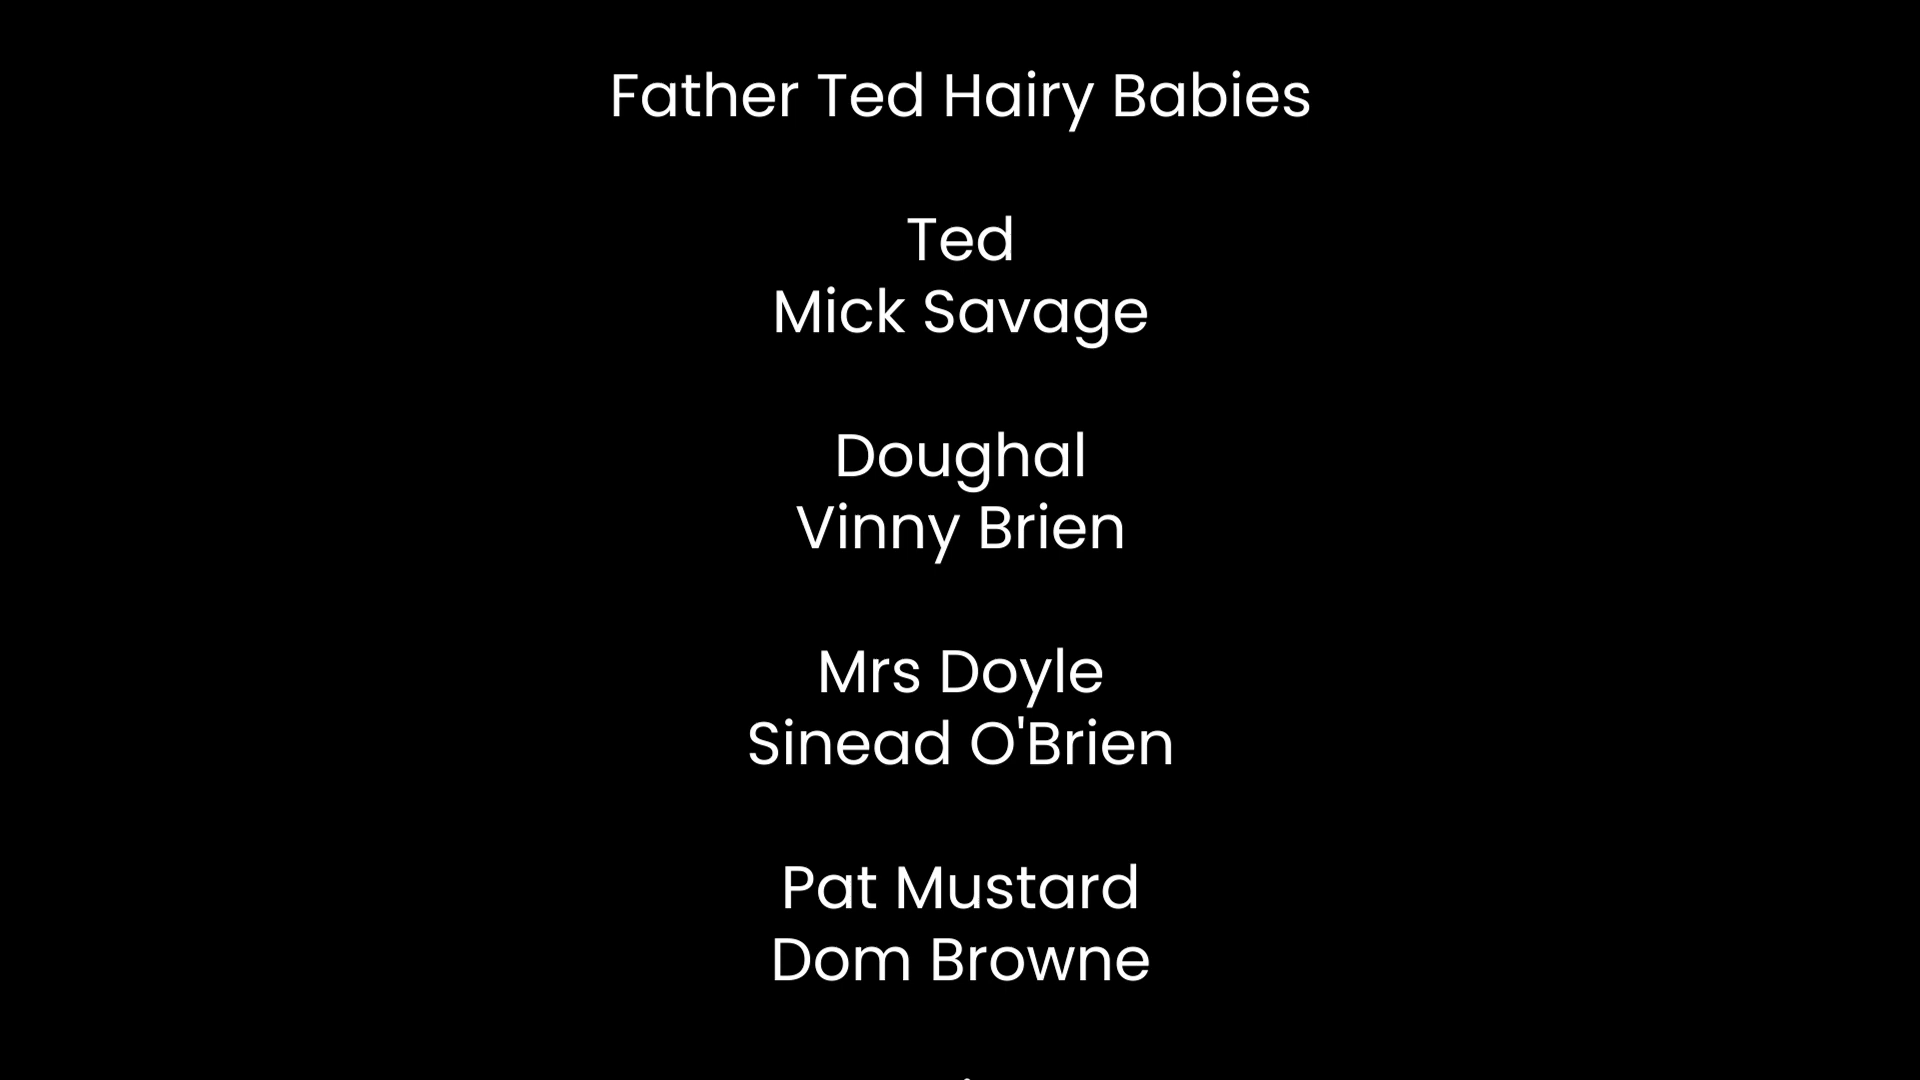 Father Ted Hairy Babies
Ted
Mick Savage
Doughal
Vinny Brien
Mrs Doyle
Sinead O'Brien
Pat Mustard
Dom Browne